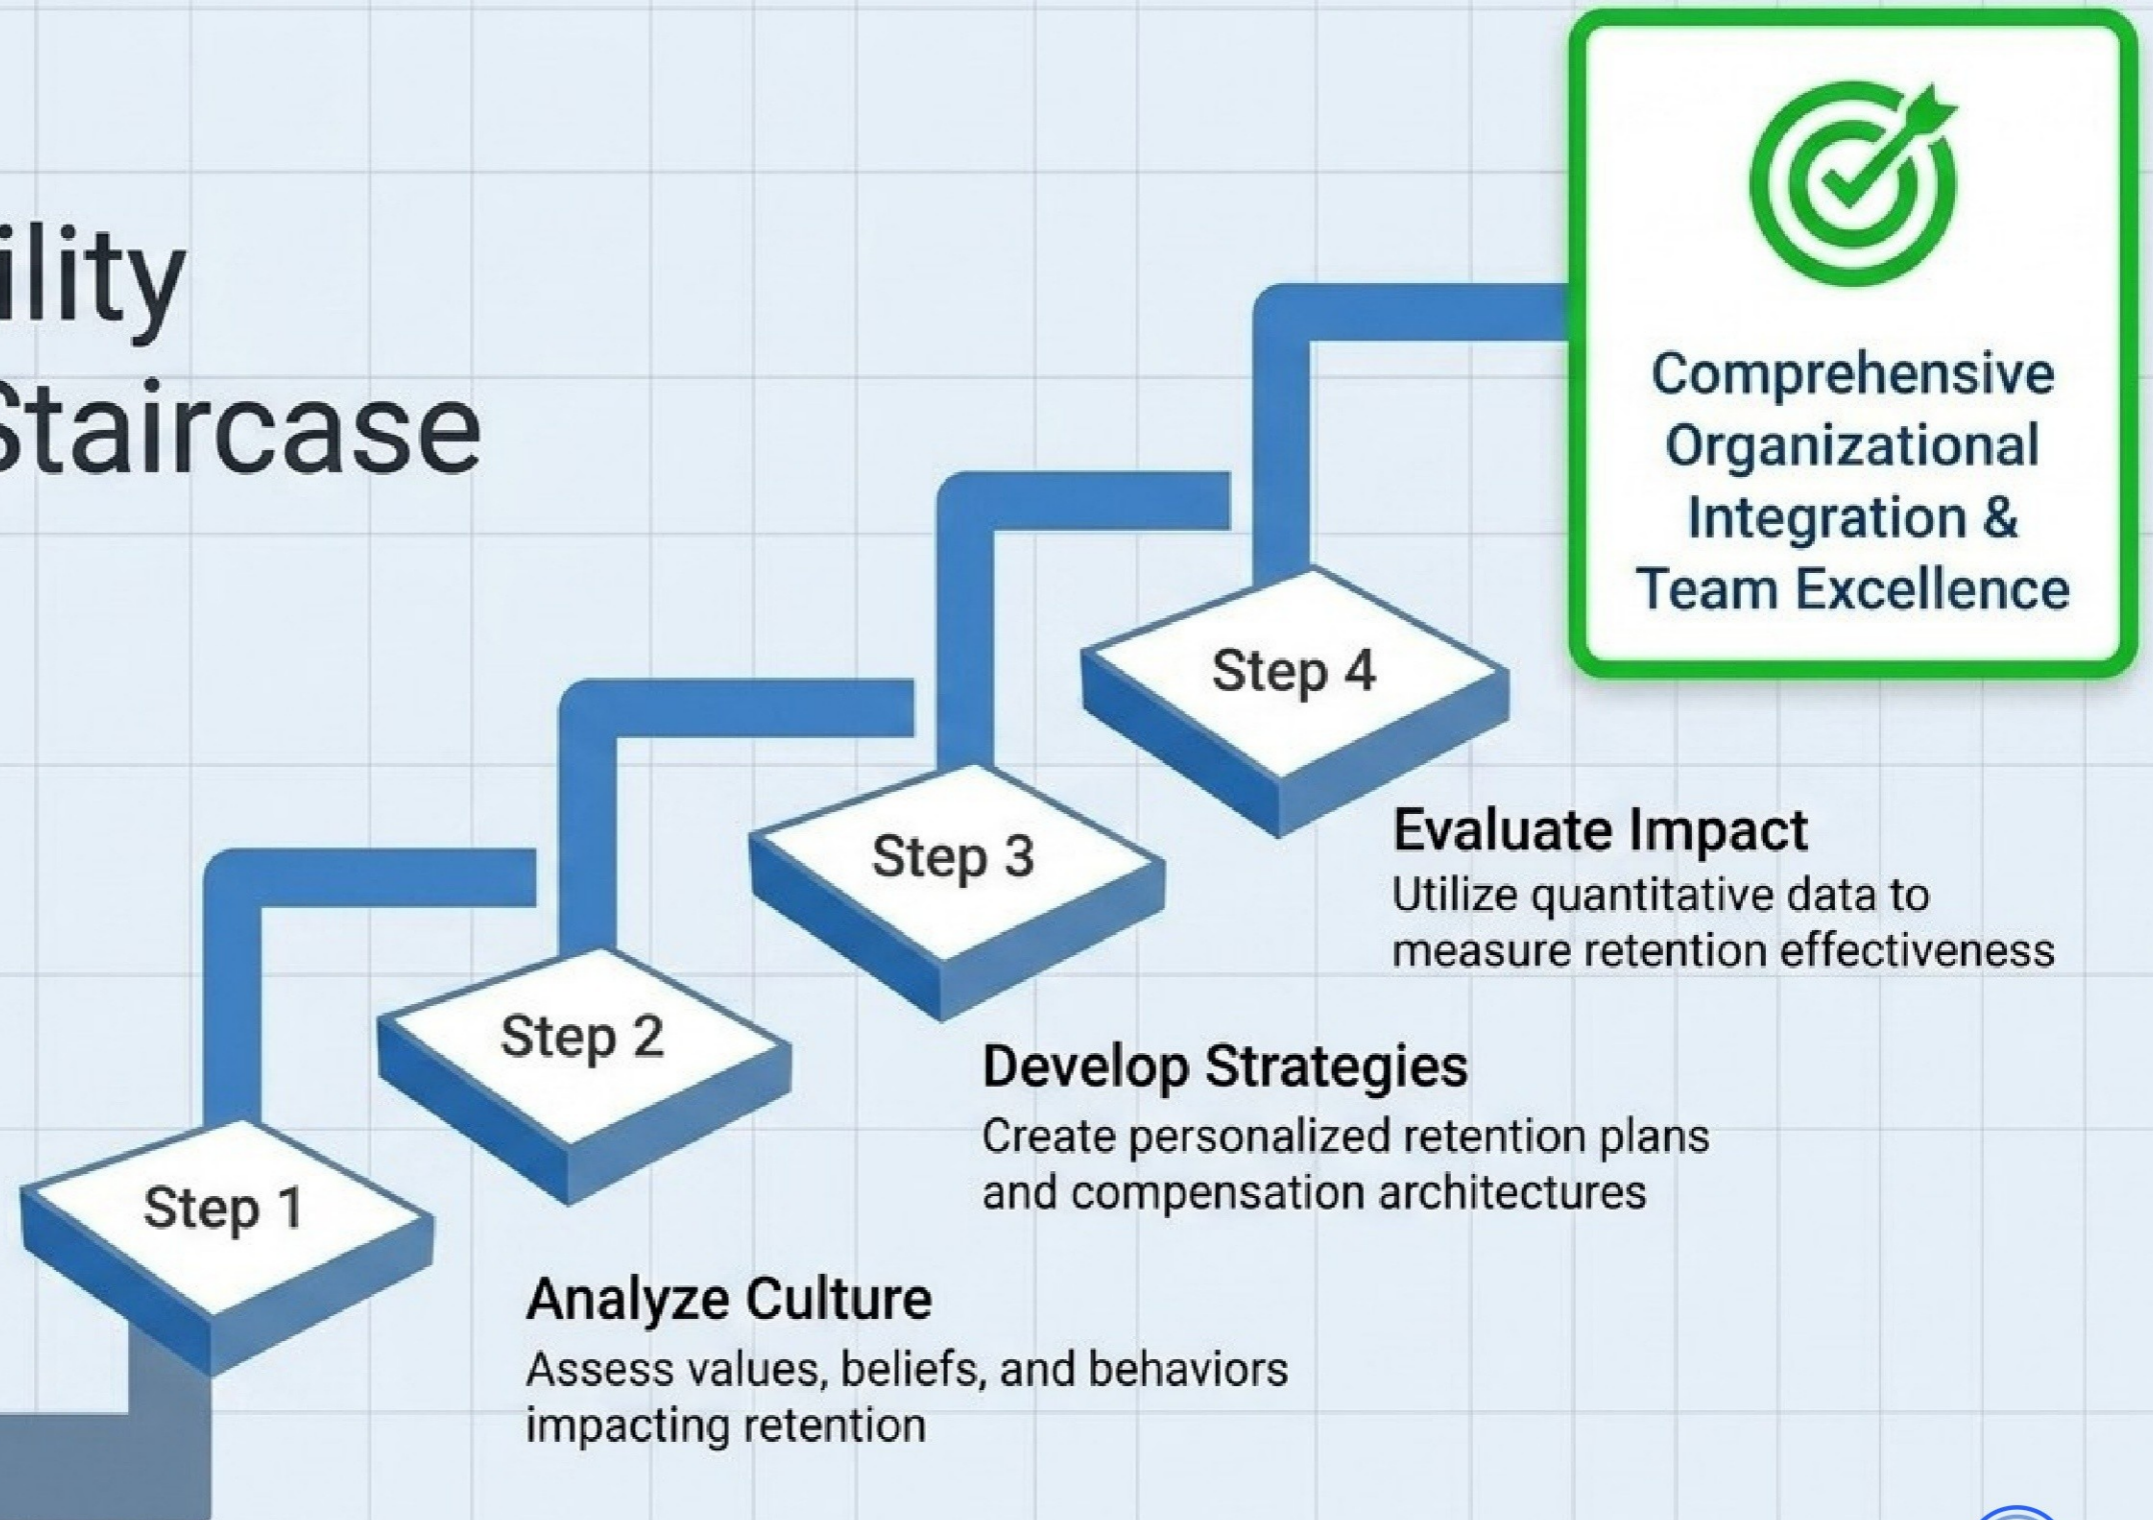 ility
Staircase
Comprehensive
Organizational
Integration &
Team Excellence
Step 4
Evaluate Impact
Utilize quantitative data to
measure retention effectiveness
Step 3
Develop Strategies
Create personalized retention plans
and compensation architectures
Step 2
Analyze Culture
Assess values, beliefs, and behaviors
impacting retention
Step 1